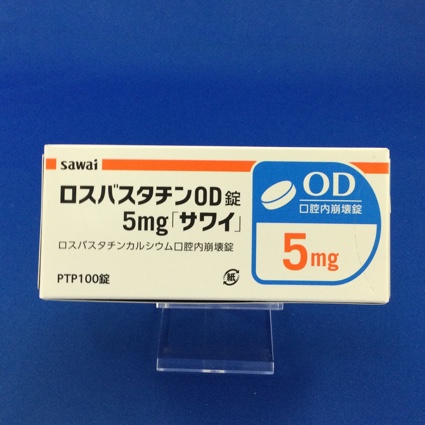 sawai
ロスバスタチンOD錠
5mg「サワイ」
ロスバスタチンカルシウム口腔内崩壊錠
PTP100錠
紙
OD
口腔内崩壊錠
5mg